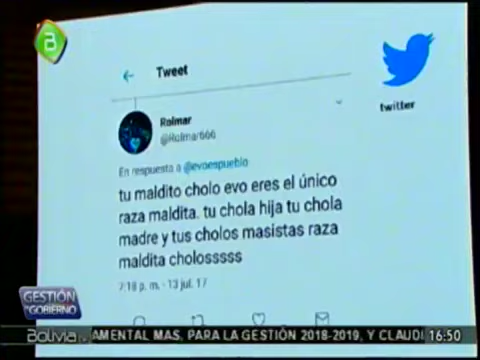 Tweet
twitter
Rolmar
@Rolmar666
En respuesta a @evoespueblo
tu maldito cholo evo eres el único
raza maldita. tu chola hija tu chola
madre y tus cholos masistas raza
maldita cholosssss
7:18 p. m. · 13 jul. 17
GESTIÓN
GOBIERNO
Bolivia tv
AMENTAL MAS, PARA LA GESTIÓN 2018-2019, Y CLAUDI
16:50